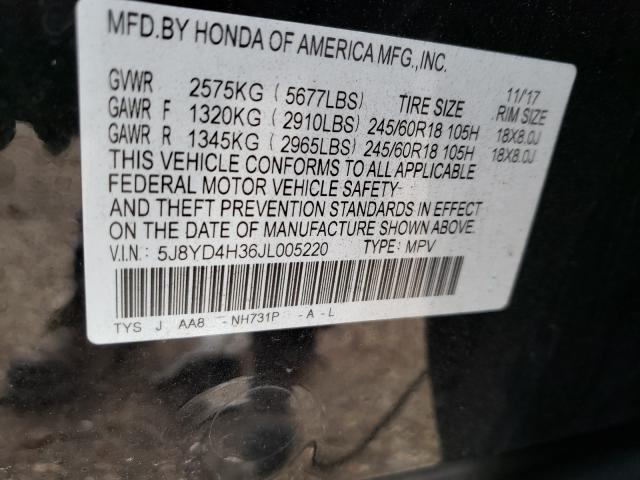 MFD.BY HONDA OF AMERICA MFG.,INC.
11/17
GVWR 2575KG ( 5677LBS) TIRE SIZE RIM SIZE
GAWR F 1320KG ( 2910LBS) 245/60R18 105H 18X8.0J
GAWR R 1345KG ( 2965LBS) 245/60R18 105H 18X8.0J
THIS VEHICLE CONFORMS TO ALL APPLICABLE
FEDERAL MOTOR VEHICLE SAFETY
AND THEFT PREVENTION STANDARDS IN EFFECT
ON THE DATE OF MANUFACTURE SHOWN ABOVE.
V.I.N.: 5J8YD4H36JL005220 TYPE: MPV
TYS J AA8 - NH731P - A - L